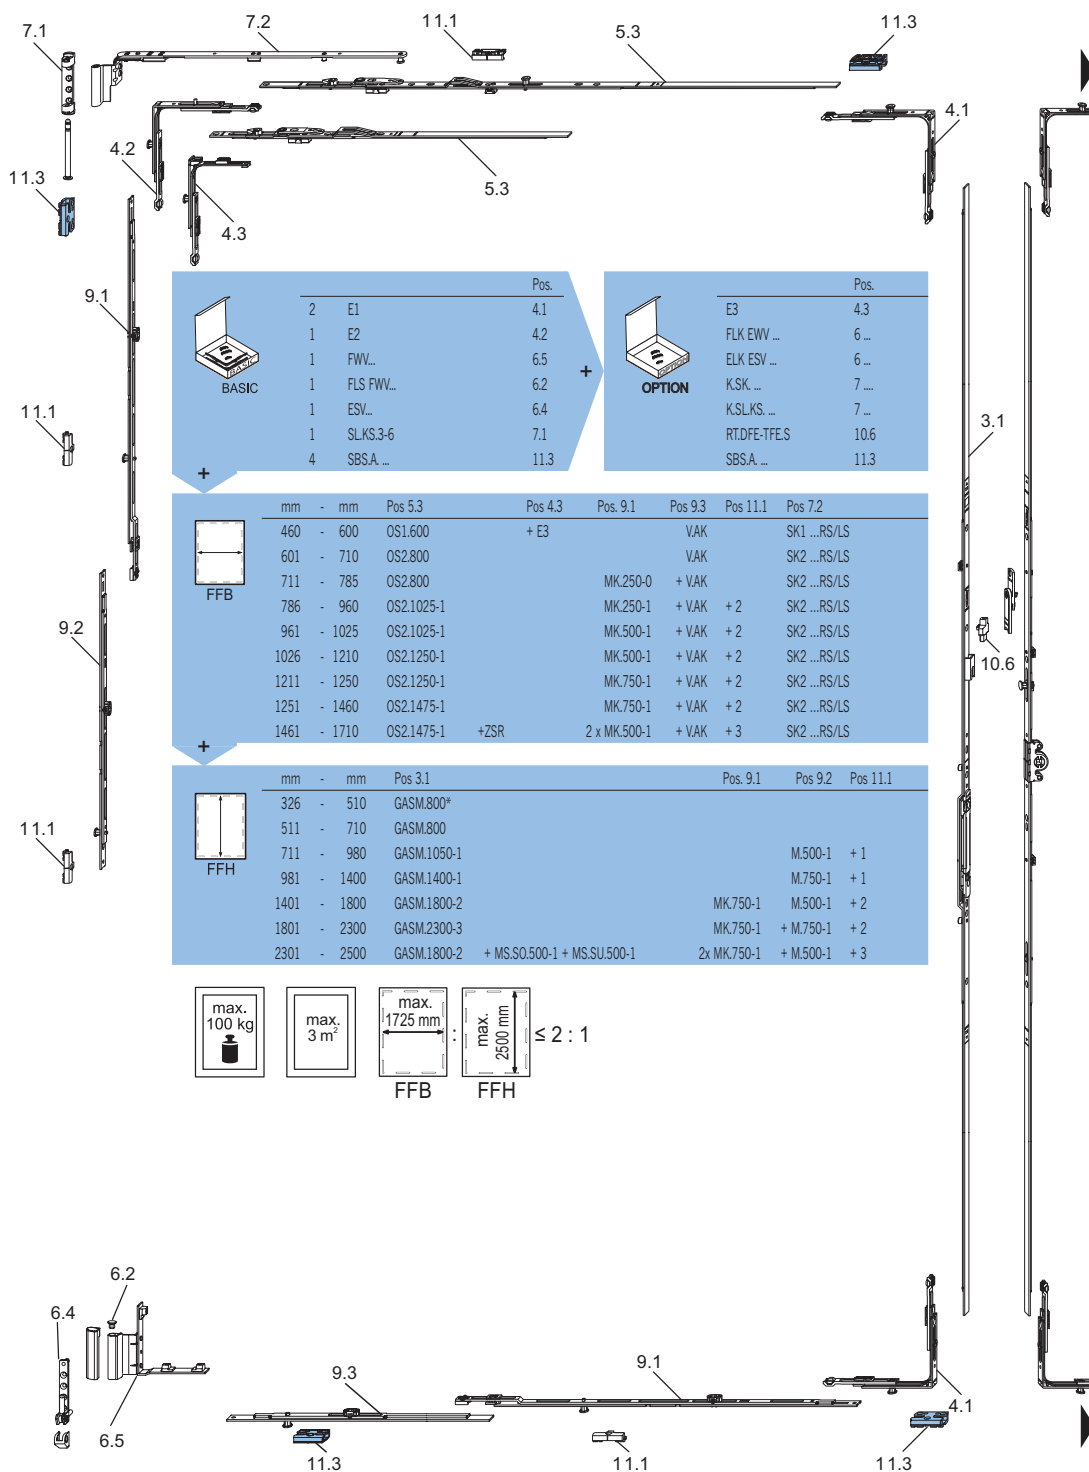 7.1
7.2
11.1
5.3
11.3
4.1
4.2
5.3
11.3
4.3
9.1
11.1
9.2
11.1
3.1
10.6
BASIC
Pos.
2 E1 4.1
1 E2 4.2
1 FWV... 6.5
1 FLS FWV... 6.2
1 ESV... 6.4
1 SL.KS.3-6 7.1
4 SBS.A. ... 11.3
+
OPTION
Pos.
E3 4.3
FLK EWV ... 6 ...
ELK ESV ... 6 ...
K.SK. ... 7 ....
K.SL.KS. ... 7 ...
RT.DFE-TFE.S 10.6
SBS.A. ... 11.3
+
FFB
mm - mm Pos 5.3 Pos 4.3 Pos. 9.1 Pos 9.3 Pos 11.1 Pos 7.2
460 - 600 OS1.600 + E3 V.AK SK1 ...RS/LS
601 - 710 OS2.800 V.AK SK2 ...RS/LS
711 - 785 OS2.800 MK.250-0 + V.AK SK2 ...RS/LS
786 - 960 OS2.1025-1 MK.250-1 + V.AK + 2 SK2 ...RS/LS
961 - 1025 OS2.1025-1 MK.500-1 + V.AK + 2 SK2 ...RS/LS
1026 - 1210 OS2.1250-1 MK.500-1 + V.AK + 2 SK2 ...RS/LS
1211 - 1250 OS2.1250-1 MK.750-1 + V.AK + 2 SK2 ...RS/LS
1251 - 1460 OS2.1475-1 MK.750-1 + V.AK + 2 SK2 ...RS/LS
1461 - 1710 OS2.1475-1 +ZSR 2 x MK.500-1 + V.AK + 3 SK2 ...RS/LS
+
FFH
mm - mm Pos 3.1 Pos. 9.1 Pos 9.2 Pos 11.1
326 - 510 GASM.800*
511 - 710 GASM.800
711 - 980 GASM.1050-1 M.500-1 + 1
981 - 1400 GASM.1400-1 M.750-1 + 1
1401 - 1800 GASM.1800-2 MK.750-1 M.500-1 + 2
1801 - 2300 GASM.2300-3 MK.750-1 + M.750-1 + 2
2301 - 2500 GASM.1800-2 + MS.SO.500-1 + MS.SU.500-1 2x MK.750-1 + M.500-1 + 3
max.
100 kg
max.
3 m²
max.
1725 mm
FFB
:
max.
2500 mm
FFH
≤ 2 : 1
6.2
6.4
6.5
9.3
9.1
4.1
11.3
11.1
11.3